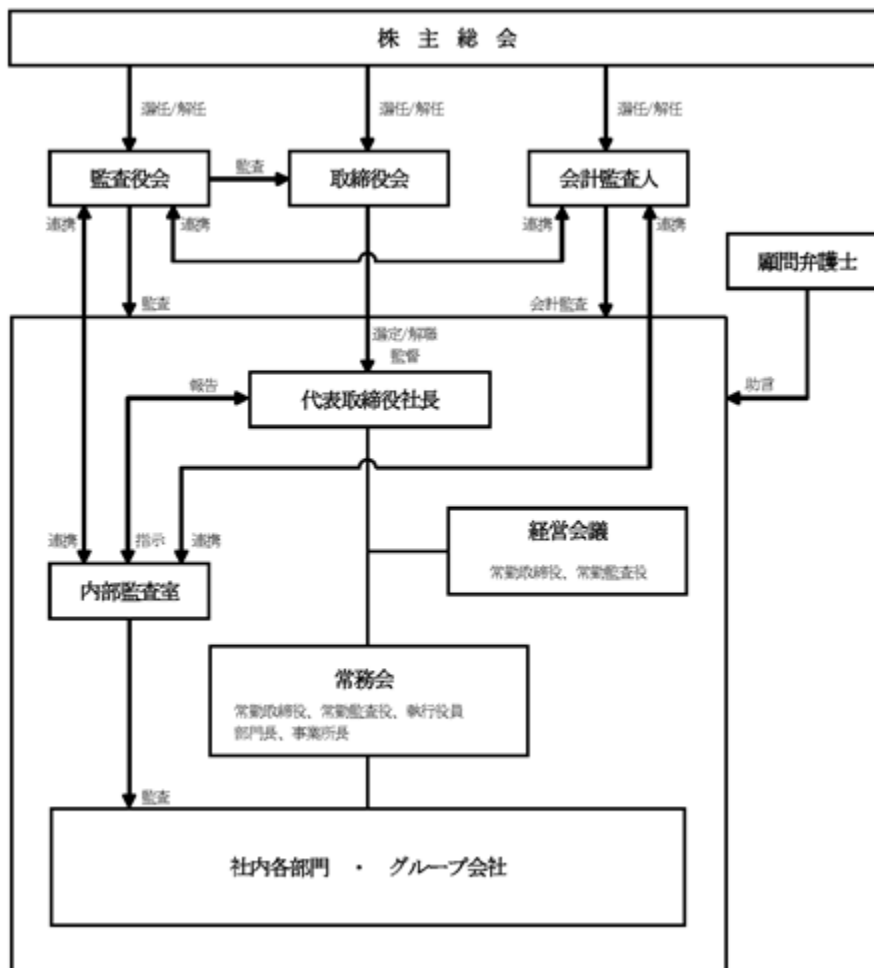 株主総会
選任/解任
選任/解任
選任/解任
監査役会
監査
取締役会
会計監査人
連携
連携
連携
連携
顧問弁護士
監査
会計監査
選定/解職
監督
報告
代表取締役社長
助言
経営会議
常勤取締役、常勤監査役
連携
指示
連携
内部監査室
常務会
常勤取締役、常勤監査役、執行役員
部門長、事業所長
監査
社内各部門 ・ グループ会社